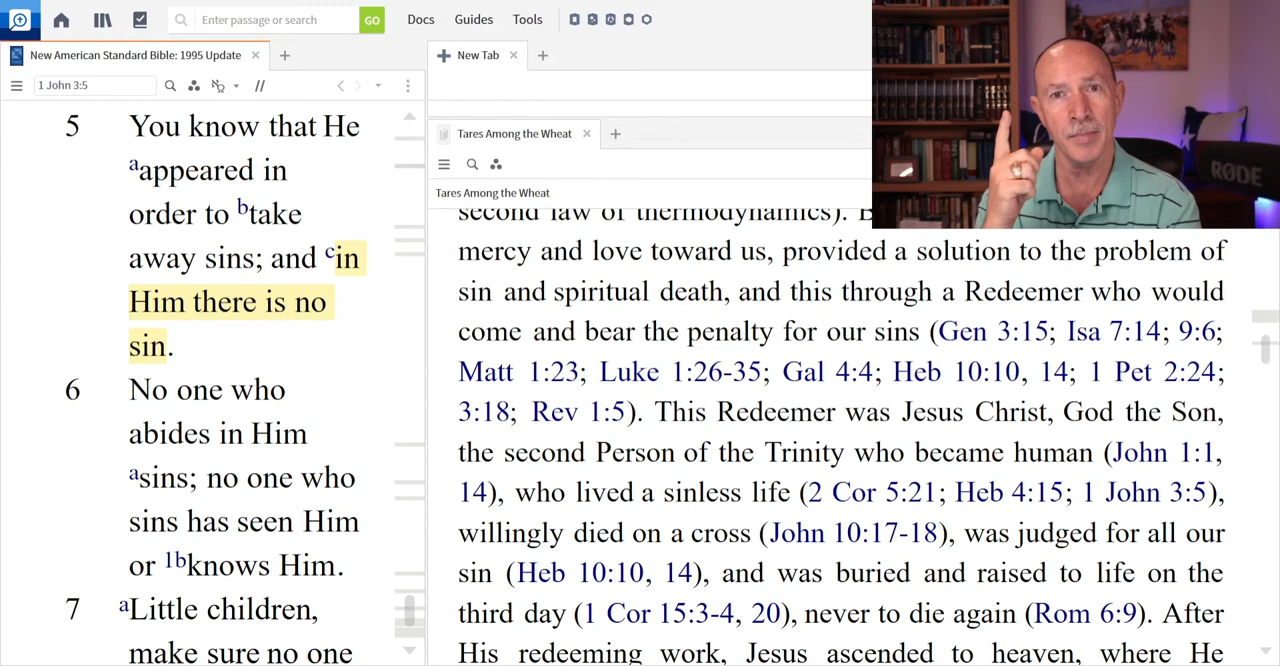 Enter passage or search
GO
Docs
Guides
Tools
New American Standard Bible: 1995 Update
New Tab
1 John 3:5
5 You know that He
aappeared in
order to btake
away sins; and cin
Him there is no
sin.
6 No one who
abides in Him
asins; no one who
sins has seen Him
or 1bknows Him.
7 aLittle children,
make sure no one
Tares Among the Wheat
Tares Among the Wheat
second law of thermodynamics).
mercy and love toward us, provided a solution to the problem of
sin and spiritual death, and this through a Redeemer who would
come and bear the penalty for our sins (Gen 3:15; Isa 7:14; 9:6;
Matt 1:23; Luke 1:26-35; Gal 4:4; Heb 10:10, 14; 1 Pet 2:24;
3:18; Rev 1:5). This Redeemer was Jesus Christ, God the Son,
the second Person of the Trinity who became human (John 1:1,
14), who lived a sinless life (2 Cor 5:21; Heb 4:15; 1 John 3:5),
willingly died on a cross (John 10:17-18), was judged for all our
sin (Heb 10:10, 14), and was buried and raised to life on the
third day (1 Cor 15:3-4, 20), never to die again (Rom 6:9). After
His redeeming work, Jesus ascended to heaven, where He
RØDE